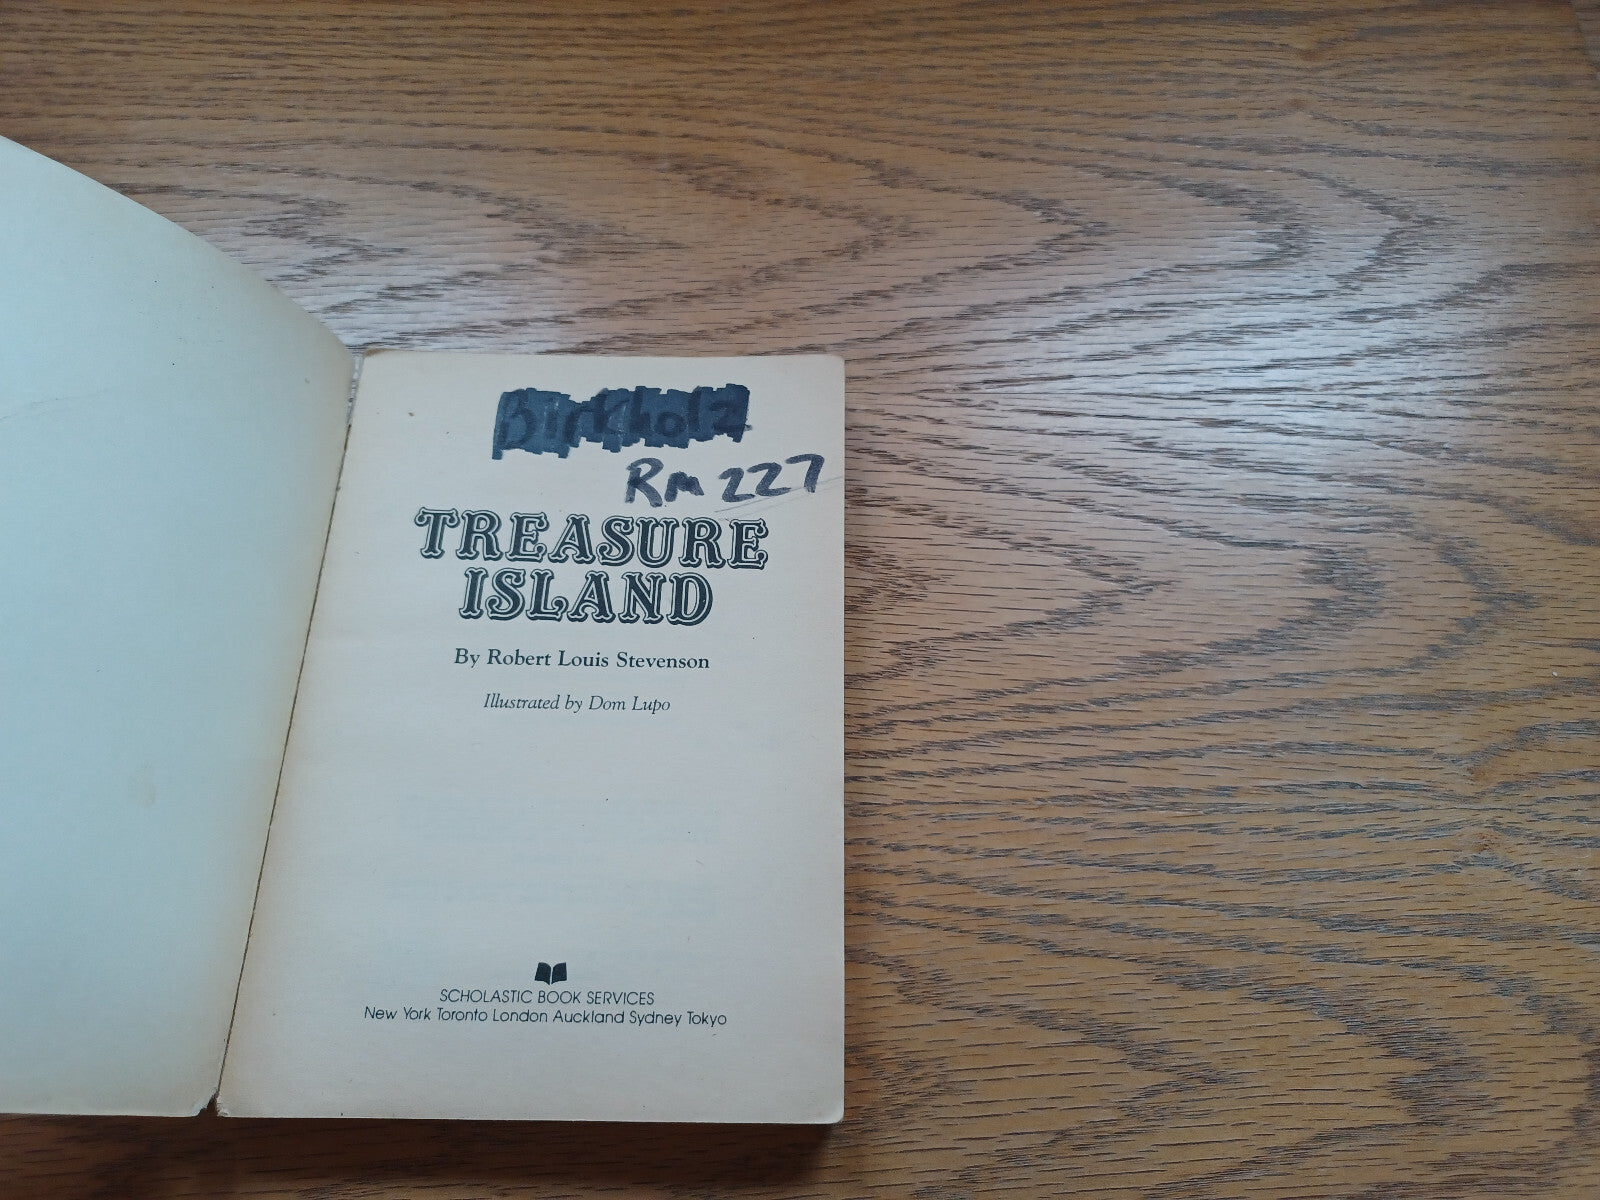 Birkholz
Rm 227
TREASURE
ISLAND
By Robert Louis Stevenson
Illustrated by Dom Lupo
SCHOLASTIC BOOK SERVICES
New York Toronto London Auckland Sydney Tokyo